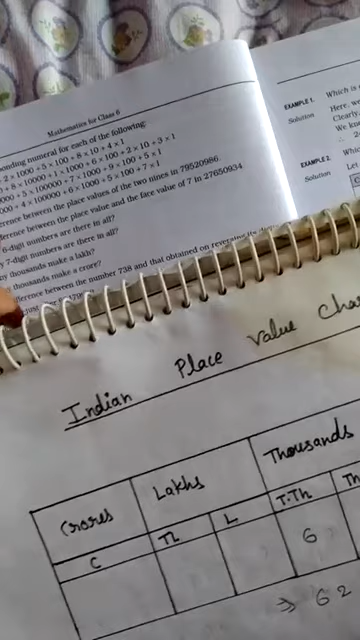 Mathematics for Class 6
EXAMPLE 1. Which is
Solution Here, w
Clearly,
We kn
EXAMPLE 2. Whic
Solution Let
ponding numeral for each of the following:
2 × 1000 + 5 × 100 + 8 × 10 + 4 × 1
0 + 8 × 10000 + 1 × 1000 + 6 × 100 + 2 × 10 + 3 × 1
000 + 5 × 100000 + 7 × 1000 + 9 × 100 + 5 × 1
000 + 4 × 100000 + 6 × 1000 + 5 × 100 + 7 × 1
erence between the place values of the two nines in 79520986.
ference between the place value and the face value of 7 in 27650934
6-digit numbers are there in all?
y 7-digit numbers are there in all?
ny thousands make a lakh?
y thousands make a crore?
fference between the number 738 and that obtained on reversing its
Indian Place Value Cha
Crores Lakhs Thousands
C TL L T.Th Th
6
⇒ 6 2